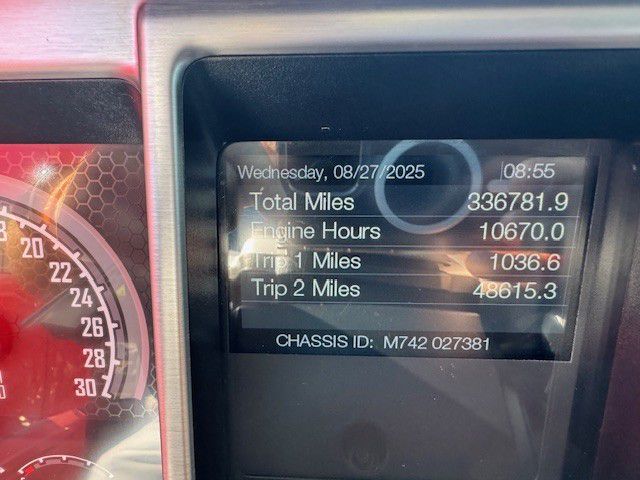 Wednesday, 08/27/2025 08:55
Total Miles 336781.9
Engine Hours 10670.0
Trip 1 Miles 1036.6
Trip 2 Miles 48615.3
CHASSIS ID: M742 027381
20
22
24
26
28
30